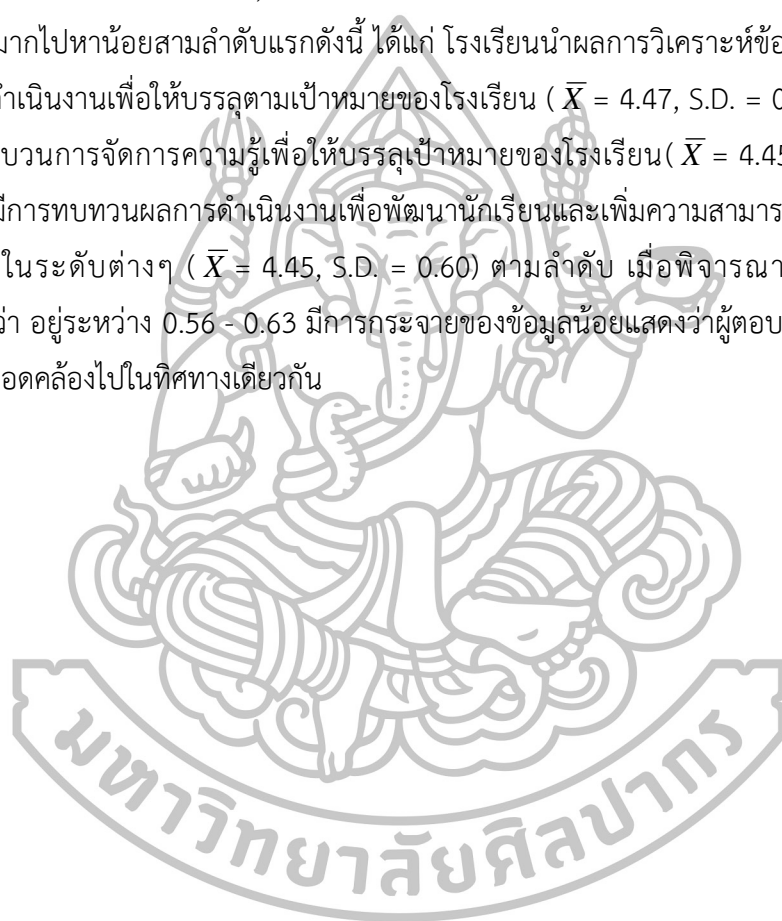 มากไปหาน้อยสามลำดับแรกดังนี้ ได้แก่ โรงเรียนนำผลการวิเคราะห์ข้อ
ำเนินงานเพื่อให้บรรลุตามเป้าหมายของโรงเรียน ( X̅ = 4.47, S.D. = 0
บวนการจัดการความรู้เพื่อให้บรรลุเป้าหมายของโรงเรียน( X̅ = 4.45
มีการทบทวนผลการดำเนินงานเพื่อพัฒนานักเรียนและเพิ่มความสามาร
ในระดับต่างๆ ( X̅ = 4.45, S.D. = 0.60) ตามลำดับ เมื่อพิจารณา
ว่า อยู่ระหว่าง 0.56 - 0.63 มีการกระจายของข้อมูลน้อยแสดงว่าผู้ตอบ
อดคล้องไปในทิศทางเดียวกัน
มหาวิทยาลัยศิลปากร